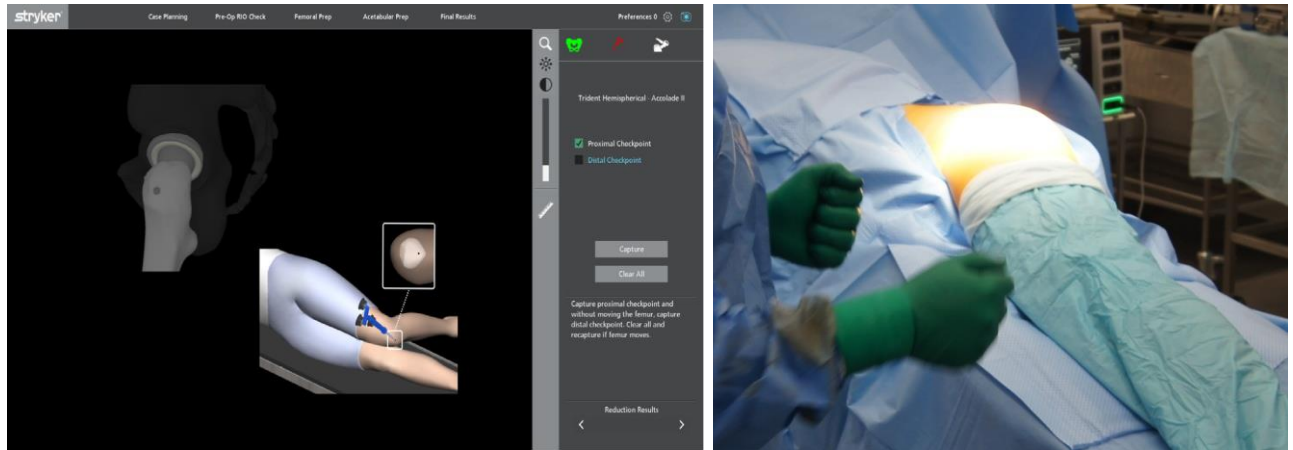 stryker
Case Planning
Pre-Op RIO Check
Femoral Prep
Acetabular Prep
Final Results
Preferences 0
Trident Hemispherical - Accolade II
Proximal Checkpoint
Distal Checkpoint
Capture
Clear All
Capture proximal checkpoint and
without moving the femur, capture
distal checkpoint. Clear all and
recapture if femur moves.
Reduction Results